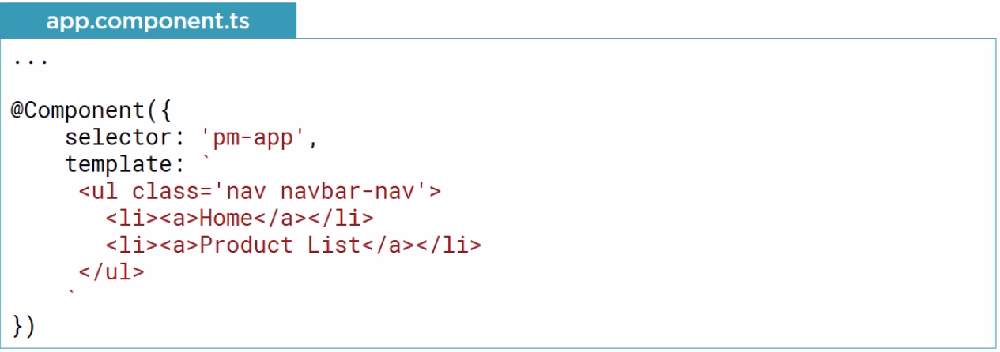 app.component.ts
...
@Component({
    selector: 'pm-app',
    template: `
     <ul class='nav navbar-nav'>
       <li><a>Home</a></li>
       <li><a>Product List</a></li>
     </ul>
    `
})